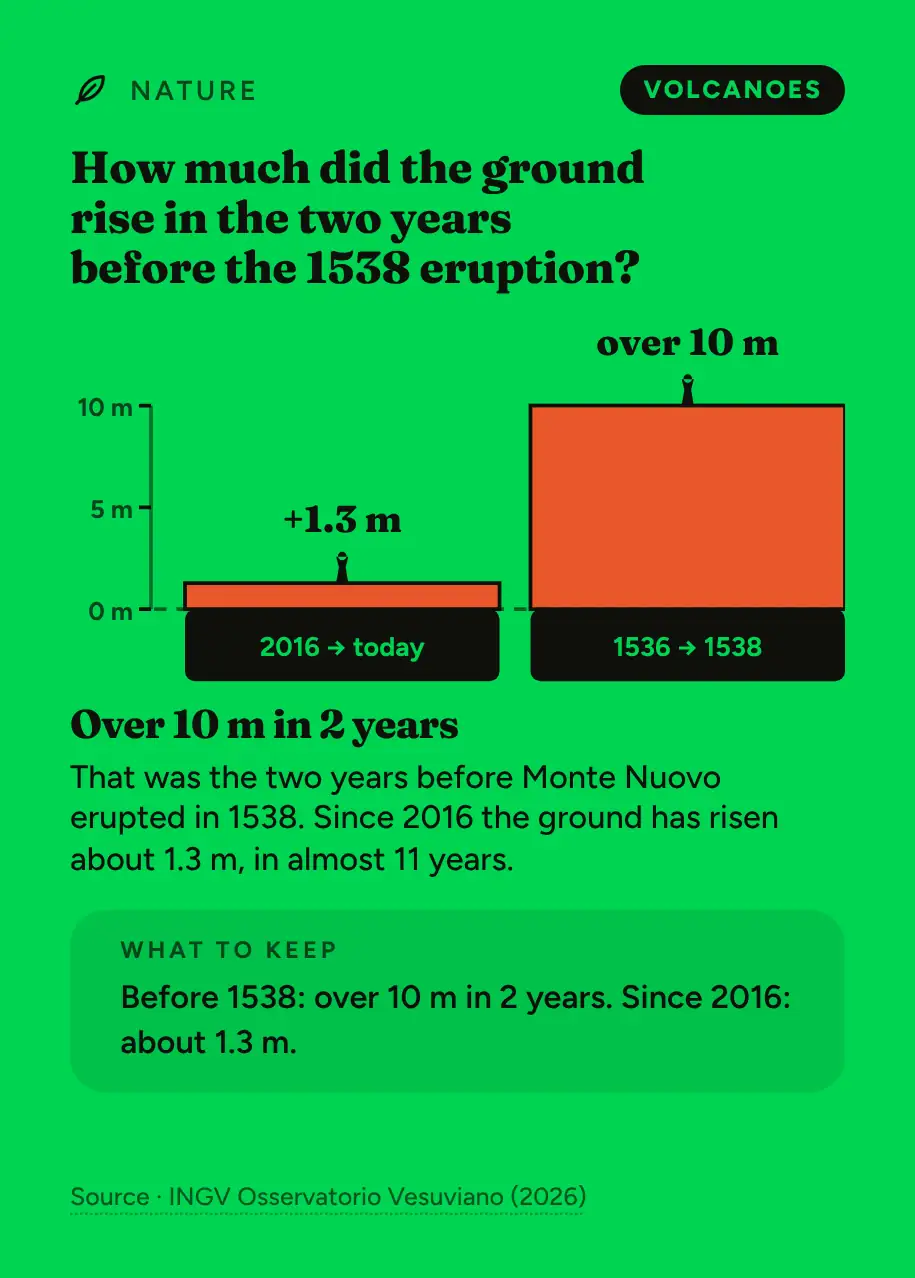 NATURE
VOLCANOES
How much did the ground
rise in the two years
before the 1538 eruption?
over 10 m
10 m
5 m
+1.3 m
0 m
2016 → today
1536 → 1538
Over 10 m in 2 years
That was the two years before Monte Nuovo
erupted in 1538. Since 2016 the ground has risen
about 1.3 m, in almost 11 years.
WHAT TO KEEP
Before 1538: over 10 m in 2 years. Since 2016:
about 1.3 m.
Source · INGV Osservatorio Vesuviano (2026)